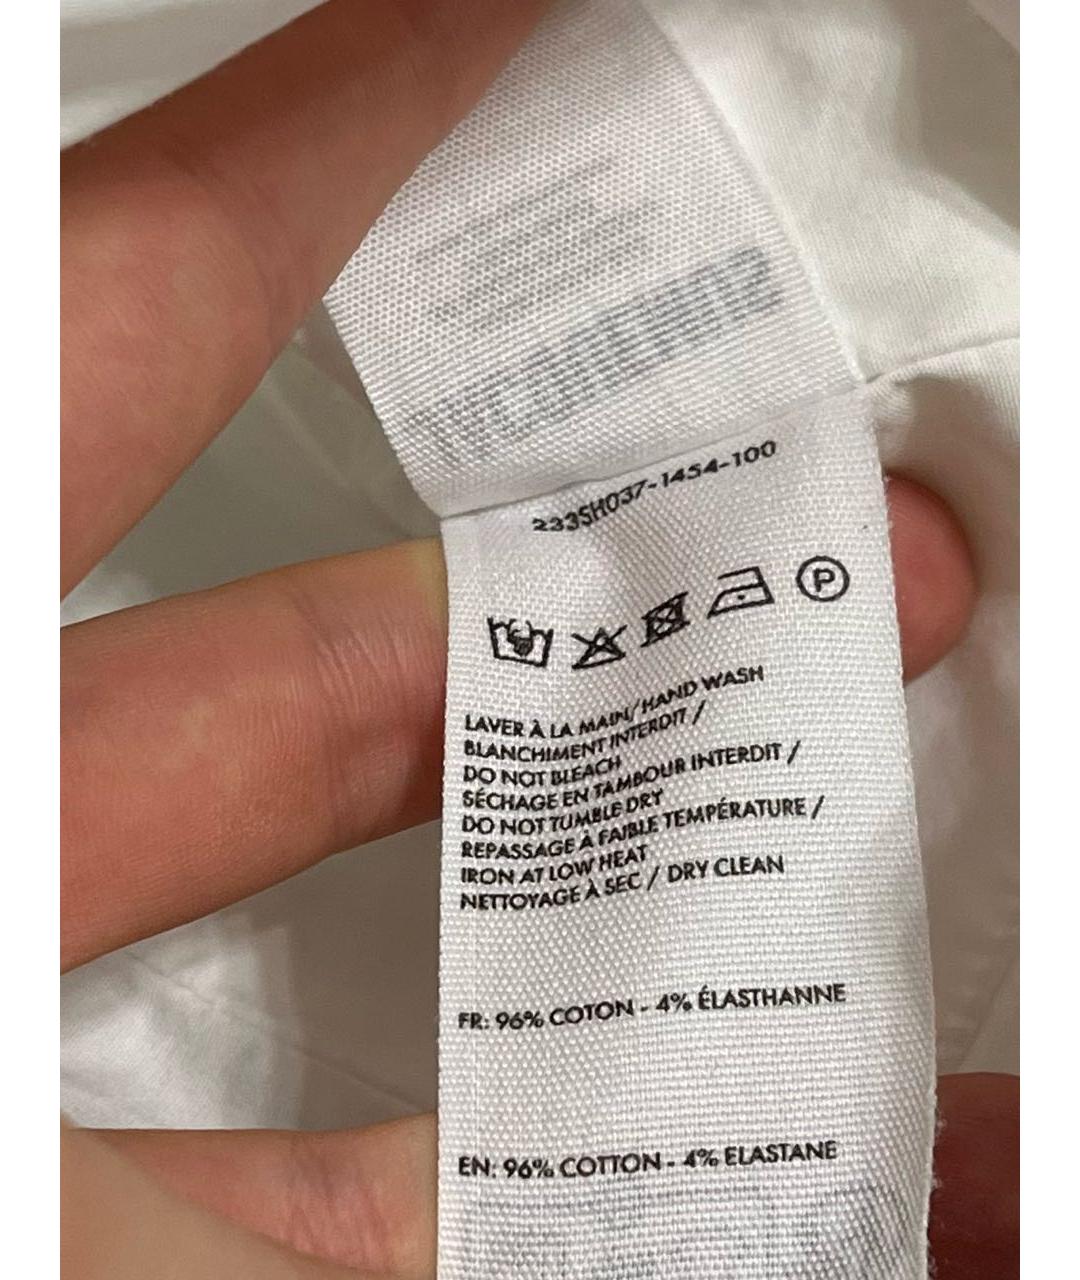 233SH037-1454-100
P
LAVER À LA MAIN/HAND WASH
BLANCHIMENT INTERDIT /
DO NOT BLEACH
SÉCHAGE EN TAMBOUR INTERDIT /
DO NOT TUMBLE DRY
REPASSAGE À FAIBLE TEMPÉRATURE /
IRON AT LOW HEAT
NETTOYAGE À SEC / DRY CLEAN
FR: 96% COTON - 4% ÉLASTHANNE
EN: 96% COTTON - 4% ELASTANE